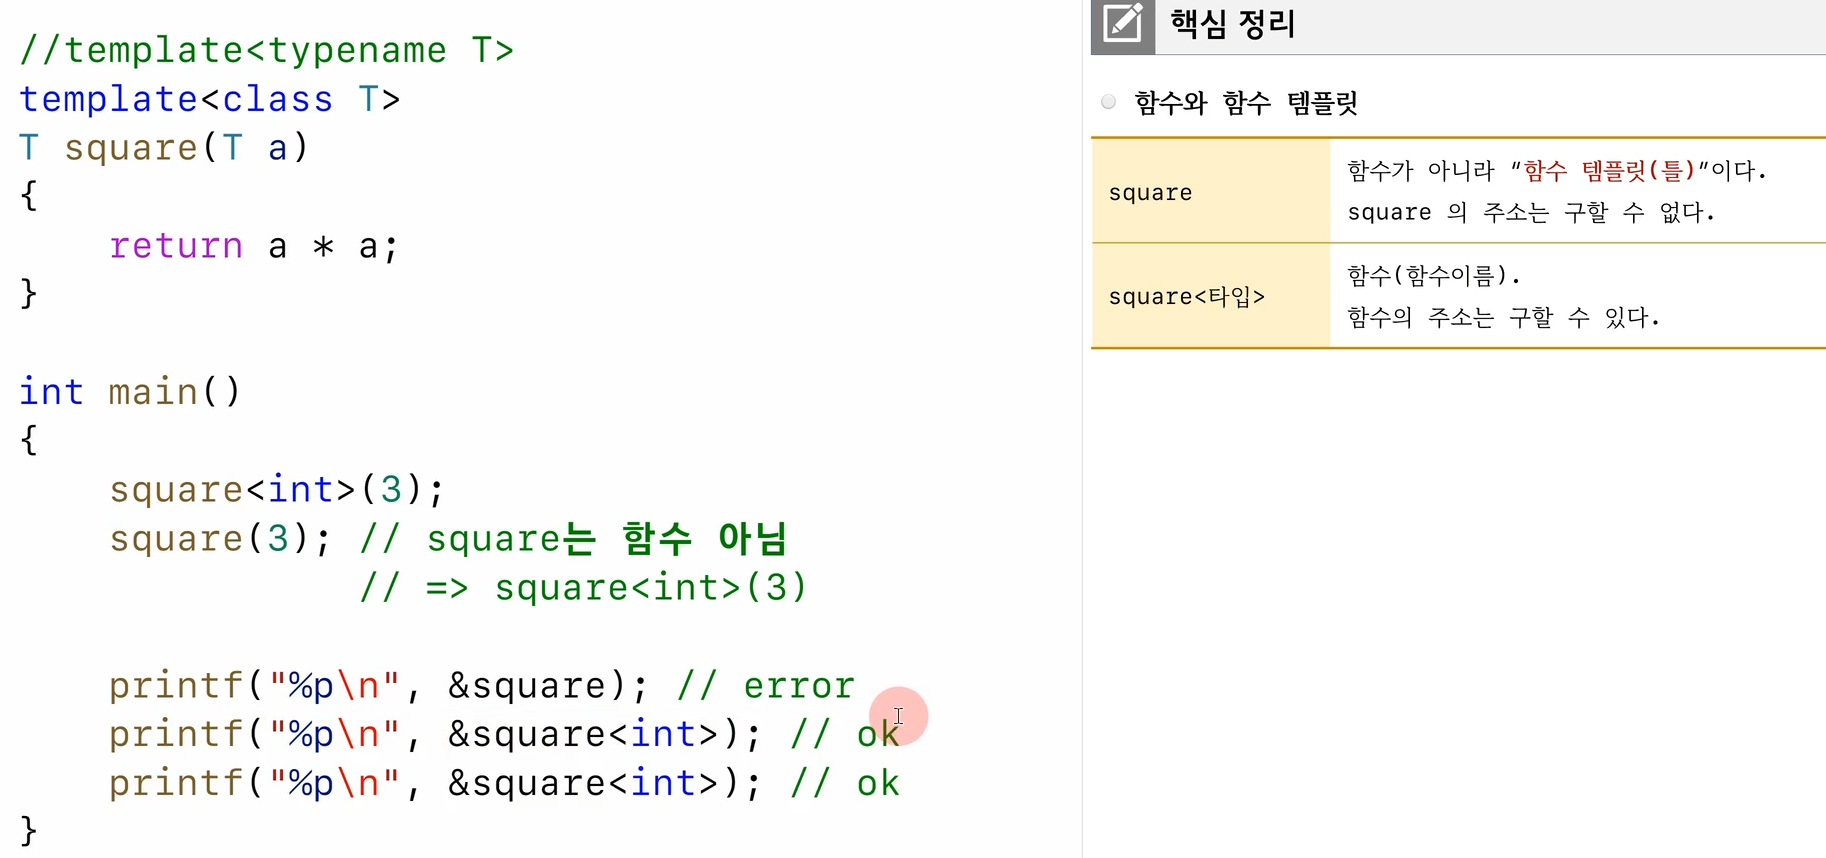 //template<typename T>
template<class T>
T square(T a)
{
    return a * a;
}

int main()
{
    square<int>(3);
    square(3); // square는 함수 아님
               // => square<int>(3)

    printf("%p\n", &square); // error
    printf("%p\n", &square<int>); // ok
    printf("%p\n", &square<int>); // ok
}
핵심 정리
함수와 함수 템플릿
square
함수가 아니라 “함수 템플릿(틀)”이다.
square 의 주소는 구할 수 없다.
square<타입>
함수(함수이름).
함수의 주소는 구할 수 있다.